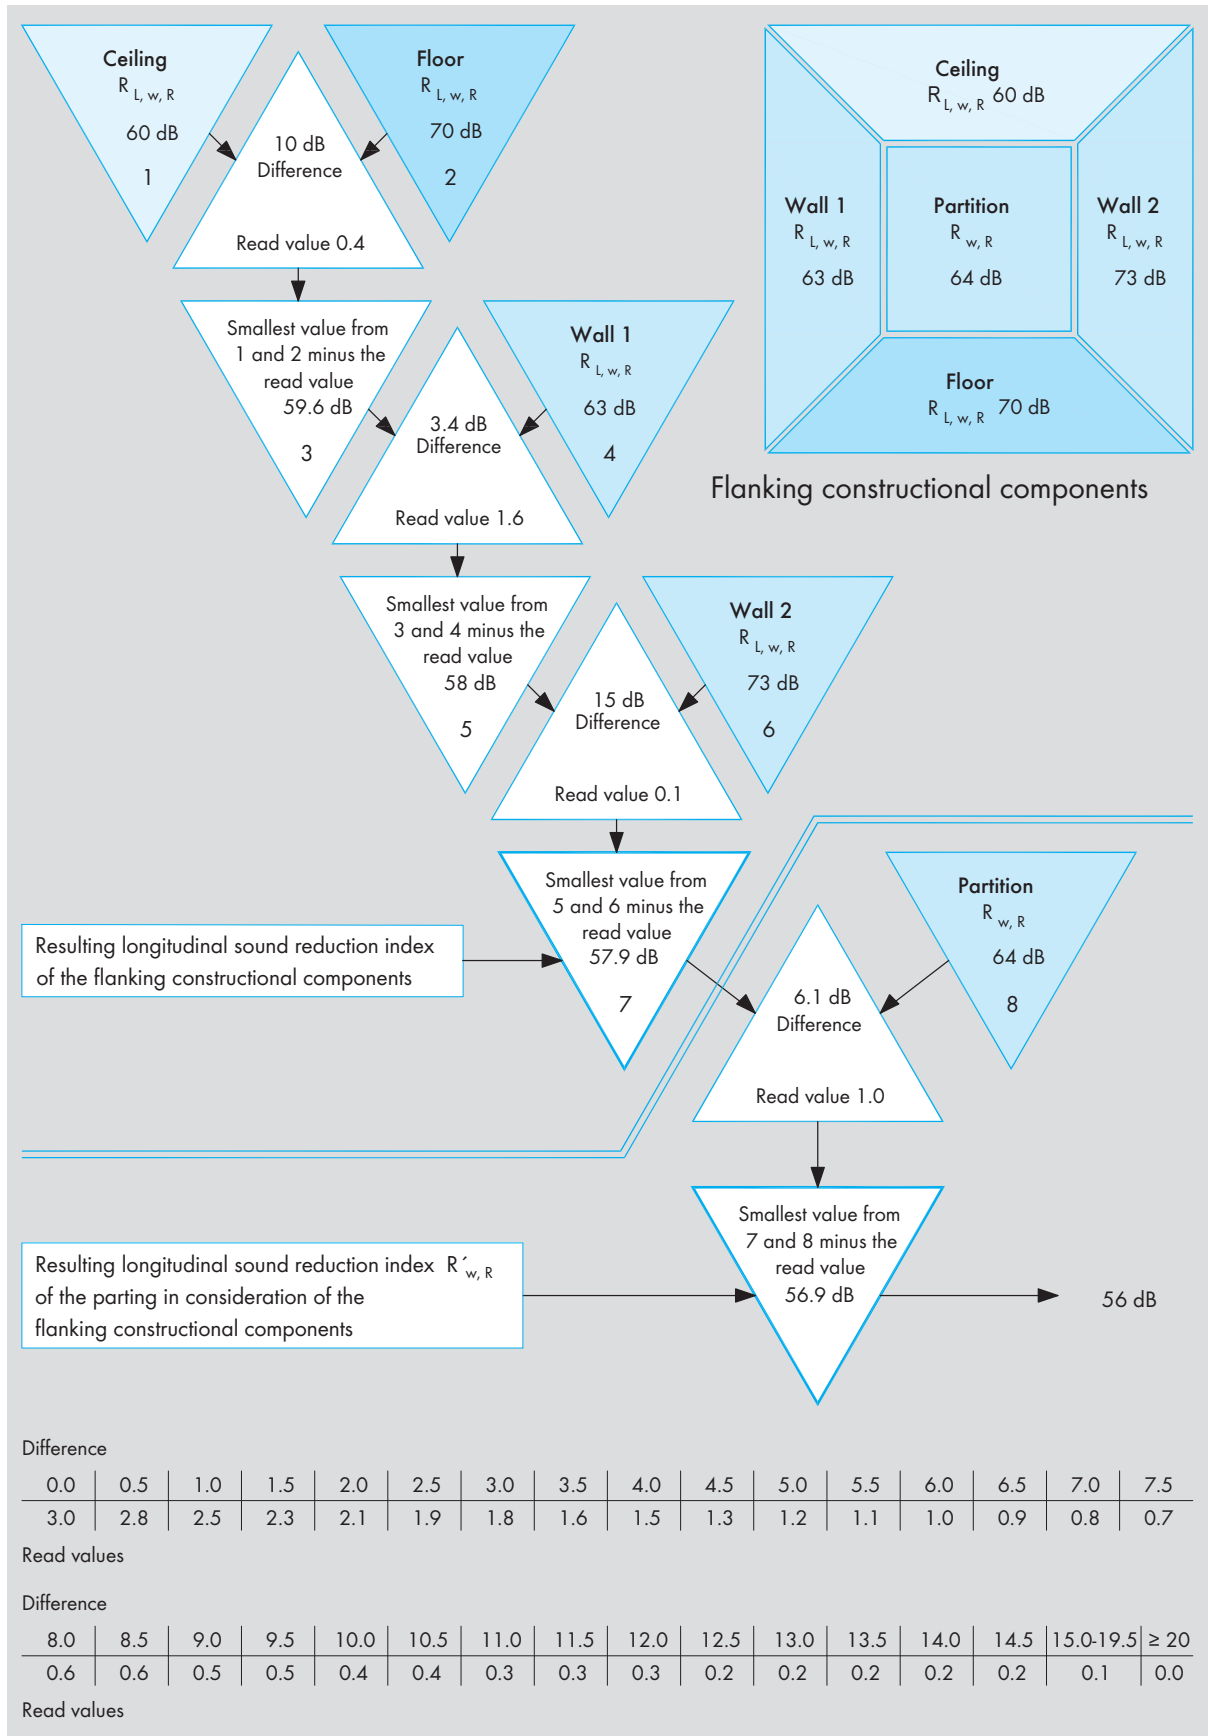 Ceiling
R L, w, R
60 dB
1
10 dB
Difference
Read value 0.4
Floor
R L, w, R
70 dB
2
Ceiling
R L, w, R 60 dB
Wall 1
R L, w, R
63 dB
Partition
R w, R
64 dB
Wall 2
R L, w, R
73 dB
Floor
R L, w, R 70 dB
Flanking constructional components
Smallest value from
1 and 2 minus the
read value
59.6 dB
3
3.4 dB
Difference
Read value 1.6
Wall 1
R L, w, R
63 dB
4
Smallest value from
3 and 4 minus the
read value
58 dB
5
15 dB
Difference
Read value 0.1
Wall 2
R L, w, R
73 dB
6
Resulting longitudinal sound reduction index
of the flanking constructional components
Smallest value from
5 and 6 minus the
read value
57.9 dB
7
6.1 dB
Difference
Read value 1.0
Partition
R w, R
64 dB
8
Resulting longitudinal sound reduction index R´w, R
of the parting in consideration of the
flanking constructional components
Smallest value from
7 and 8 minus the
read value
56.9 dB
56 dB
Difference
0.0 0.5 1.0 1.5 2.0 2.5 3.0 3.5 4.0 4.5 5.0 5.5 6.0 6.5 7.0 7.5
3.0 2.8 2.5 2.3 2.1 1.9 1.8 1.6 1.5 1.3 1.2 1.1 1.0 0.9 0.8 0.7
Read values
Difference
8.0 8.5 9.0 9.5 10.0 10.5 11.0 11.5 12.0 12.5 13.0 13.5 14.0 14.5 15.0-19.5 ≥ 20
0.6 0.6 0.5 0.5 0.4 0.4 0.3 0.3 0.3 0.2 0.2 0.2 0.2 0.2 0.1 0.0
Read values